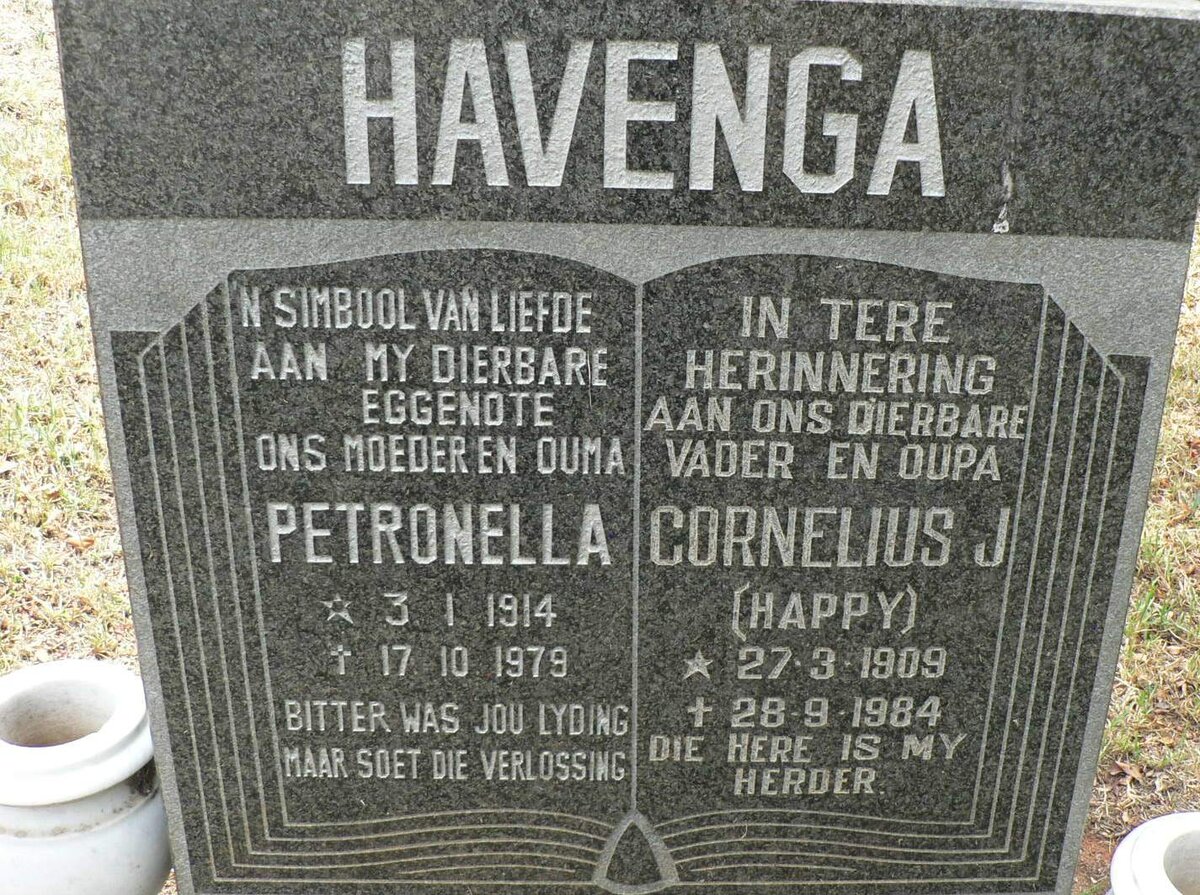 HAVENGA
N SIMBOOL VAN LIEFDE
AAN MY DIERBARE
EGGENOTE
ONS MOEDER EN OUMA
PETRONELLA
☆ 3 1 1914
† 17 10 1979
BITTER WAS JOU LYDING
MAAR SOET DIE VERLOSSING
IN TERE
HERINNERING
AAN ONS DIERBARE
VADER EN OUPA
CORNELIUS J
(HAPPY)
★ 27·3·1909
† 28·9·1984
DIE HERE IS MY
HERDER.